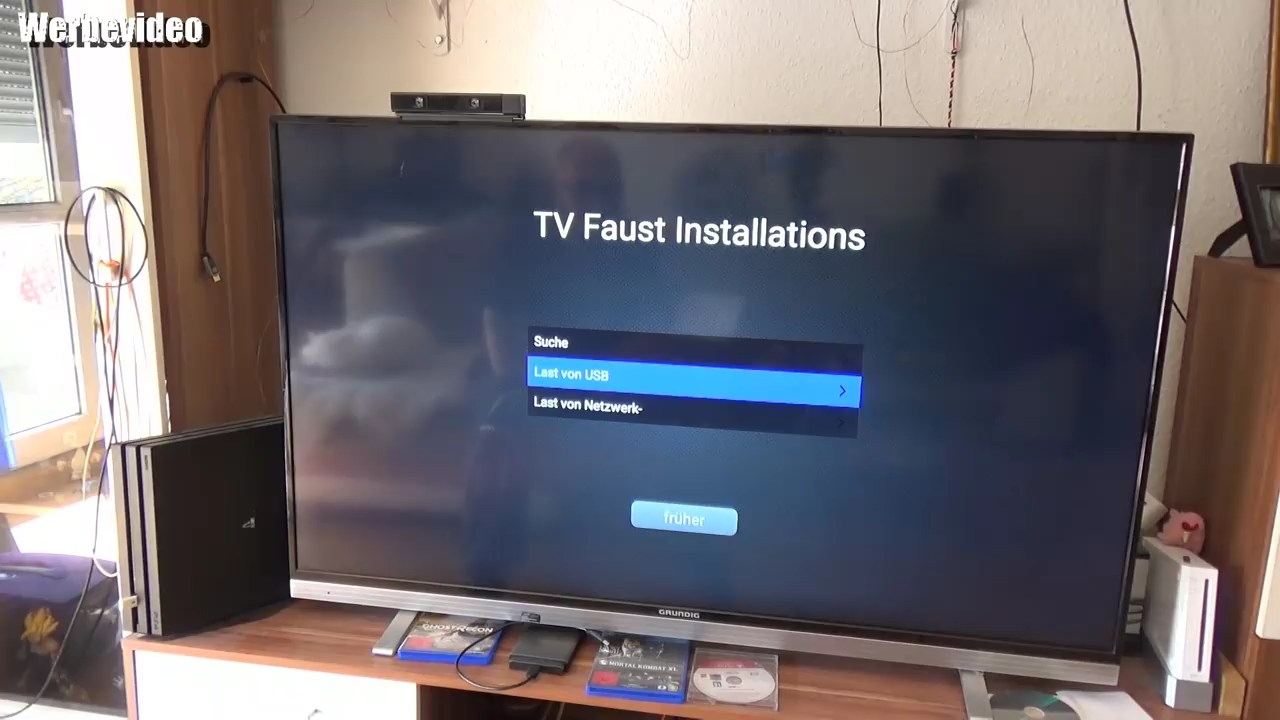 Werbevideo
TV Faust Installations
Suche
Last von USB
Last von Netzwerk-
früher
GRUNDIG
GHOST RECON
MORTAL KOMBAT XL